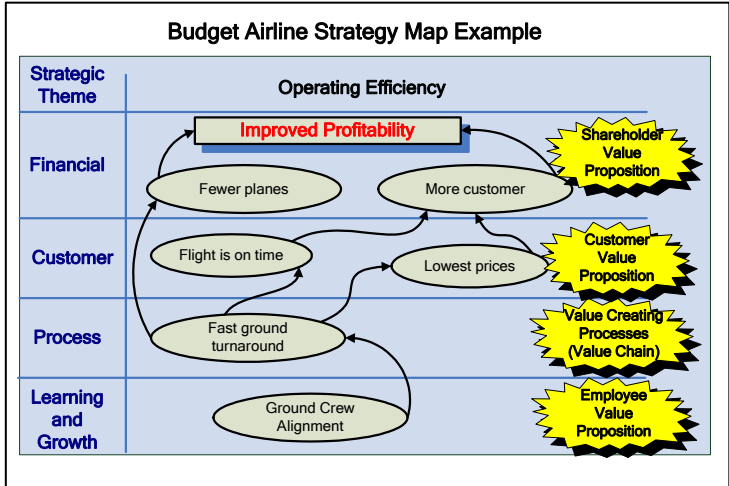 Budget Airline Strategy Map Example
Strategic
Theme
Operating Efficiency
Financial
Improved Profitability
Fewer planes
More customer
Shareholder
Value
Proposition
Customer
Flight is on time
Lowest prices
Customer
Value
Proposition
Process
Fast ground
turnaround
Value Creating
Processes
(Value Chain)
Learning
and
Growth
Ground Crew
Alignment
Employee
Value
Proposition